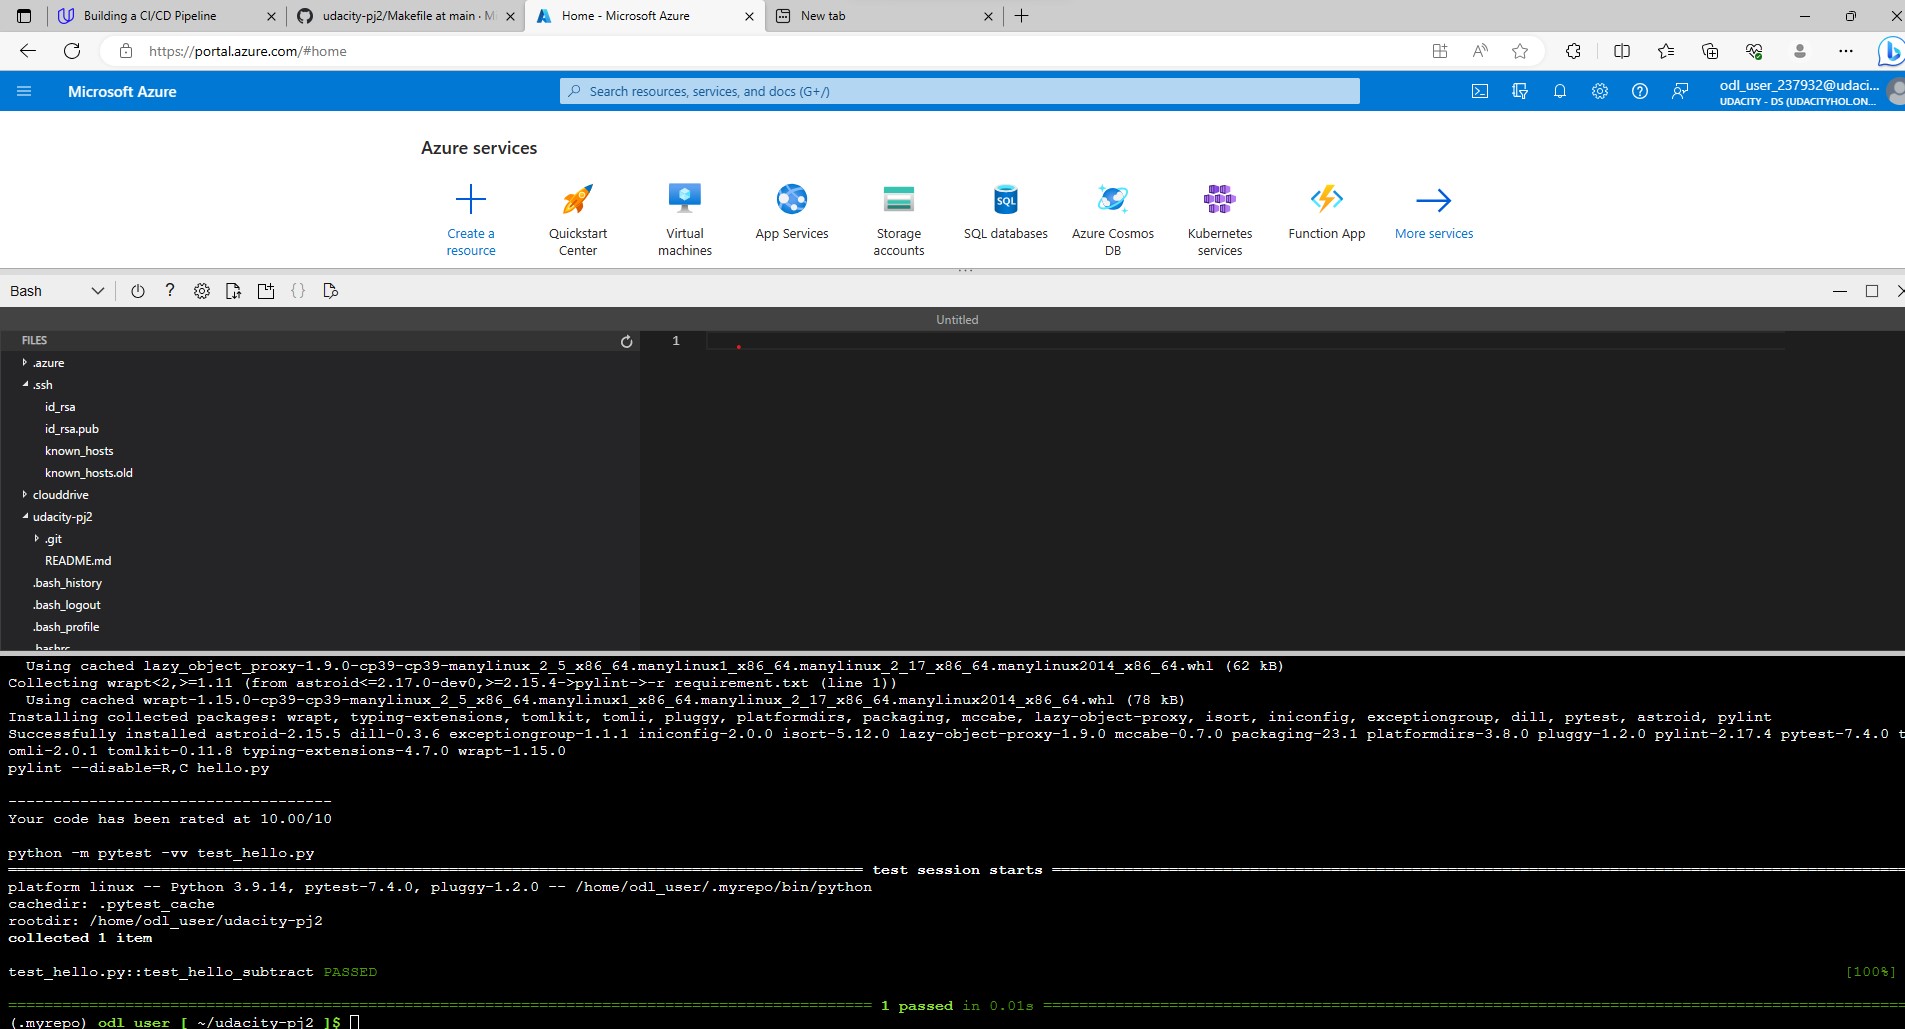 Building a CI/CD Pipeline
udacity-pj2/Makefile at main · Mi
Home - Microsoft Azure
New tab
https://portal.azure.com/#home
Microsoft Azure
Search resources, services, and docs (G+/)
odl_user_237932@udaci...
UDACITY - DS (UDACITYHOL.ON...
Azure services
Create a resource
Quickstart Center
Virtual machines
App Services
Storage accounts
SQL
SQL databases
Azure Cosmos DB
Kubernetes services
Function App
More services
Bash
Untitled
FILES
1
.azure
.ssh
id_rsa
id_rsa.pub
known_hosts
known_hosts.old
clouddrive
udacity-pj2
.git
README.md
.bash_history
.bash_logout
.bash_profile
.bashrc
Using cached lazy_object_proxy-1.9.0-cp39-cp39-manylinux_2_5_x86_64.manylinux1_x86_64.manylinux_2_17_x86_64.manylinux2014_x86_64.whl (62 kB)
Collecting wrapt<2,>=1.11 (from astroid<=2.17.0-dev0,>=2.15.4->pylint->-r requirement.txt (line 1))
Using cached wrapt-1.15.0-cp39-cp39-manylinux_2_5_x86_64.manylinux1_x86_64.manylinux_2_17_x86_64.manylinux2014_x86_64.whl (78 kB)
Installing collected packages: wrapt, typing-extensions, tomlkit, tomli, pluggy, platformdirs, packaging, mccabe, lazy-object-proxy, isort, iniconfig, exceptiongroup, dill, pytest, astroid, pylint
Successfully installed astroid-2.15.5 dill-0.3.6 exceptiongroup-1.1.1 iniconfig-2.0.0 isort-5.12.0 lazy-object-proxy-1.9.0 mccabe-0.7.0 packaging-23.1 platformdirs-3.8.0 pluggy-1.2.0 pylint-2.17.4 pytest-7.4.0 t
omli-2.0.1 tomlkit-0.11.8 typing-extensions-4.7.0 wrapt-1.15.0
pylint --disable=R,C hello.py
------------------------------------
Your code has been rated at 10.00/10
python -m pytest -vv test_hello.py
test session starts
platform linux -- Python 3.9.14, pytest-7.4.0, pluggy-1.2.0 -- /home/odl_user/.myrepo/bin/python
cachedir: .pytest_cache
rootdir: /home/odl_user/udacity-pj2
collected 1 item
test_hello.py::test_hello_subtract PASSED [100%]
1 passed in 0.01s
(.myrepo) odl_user [ ~/udacity-pj2 ]$